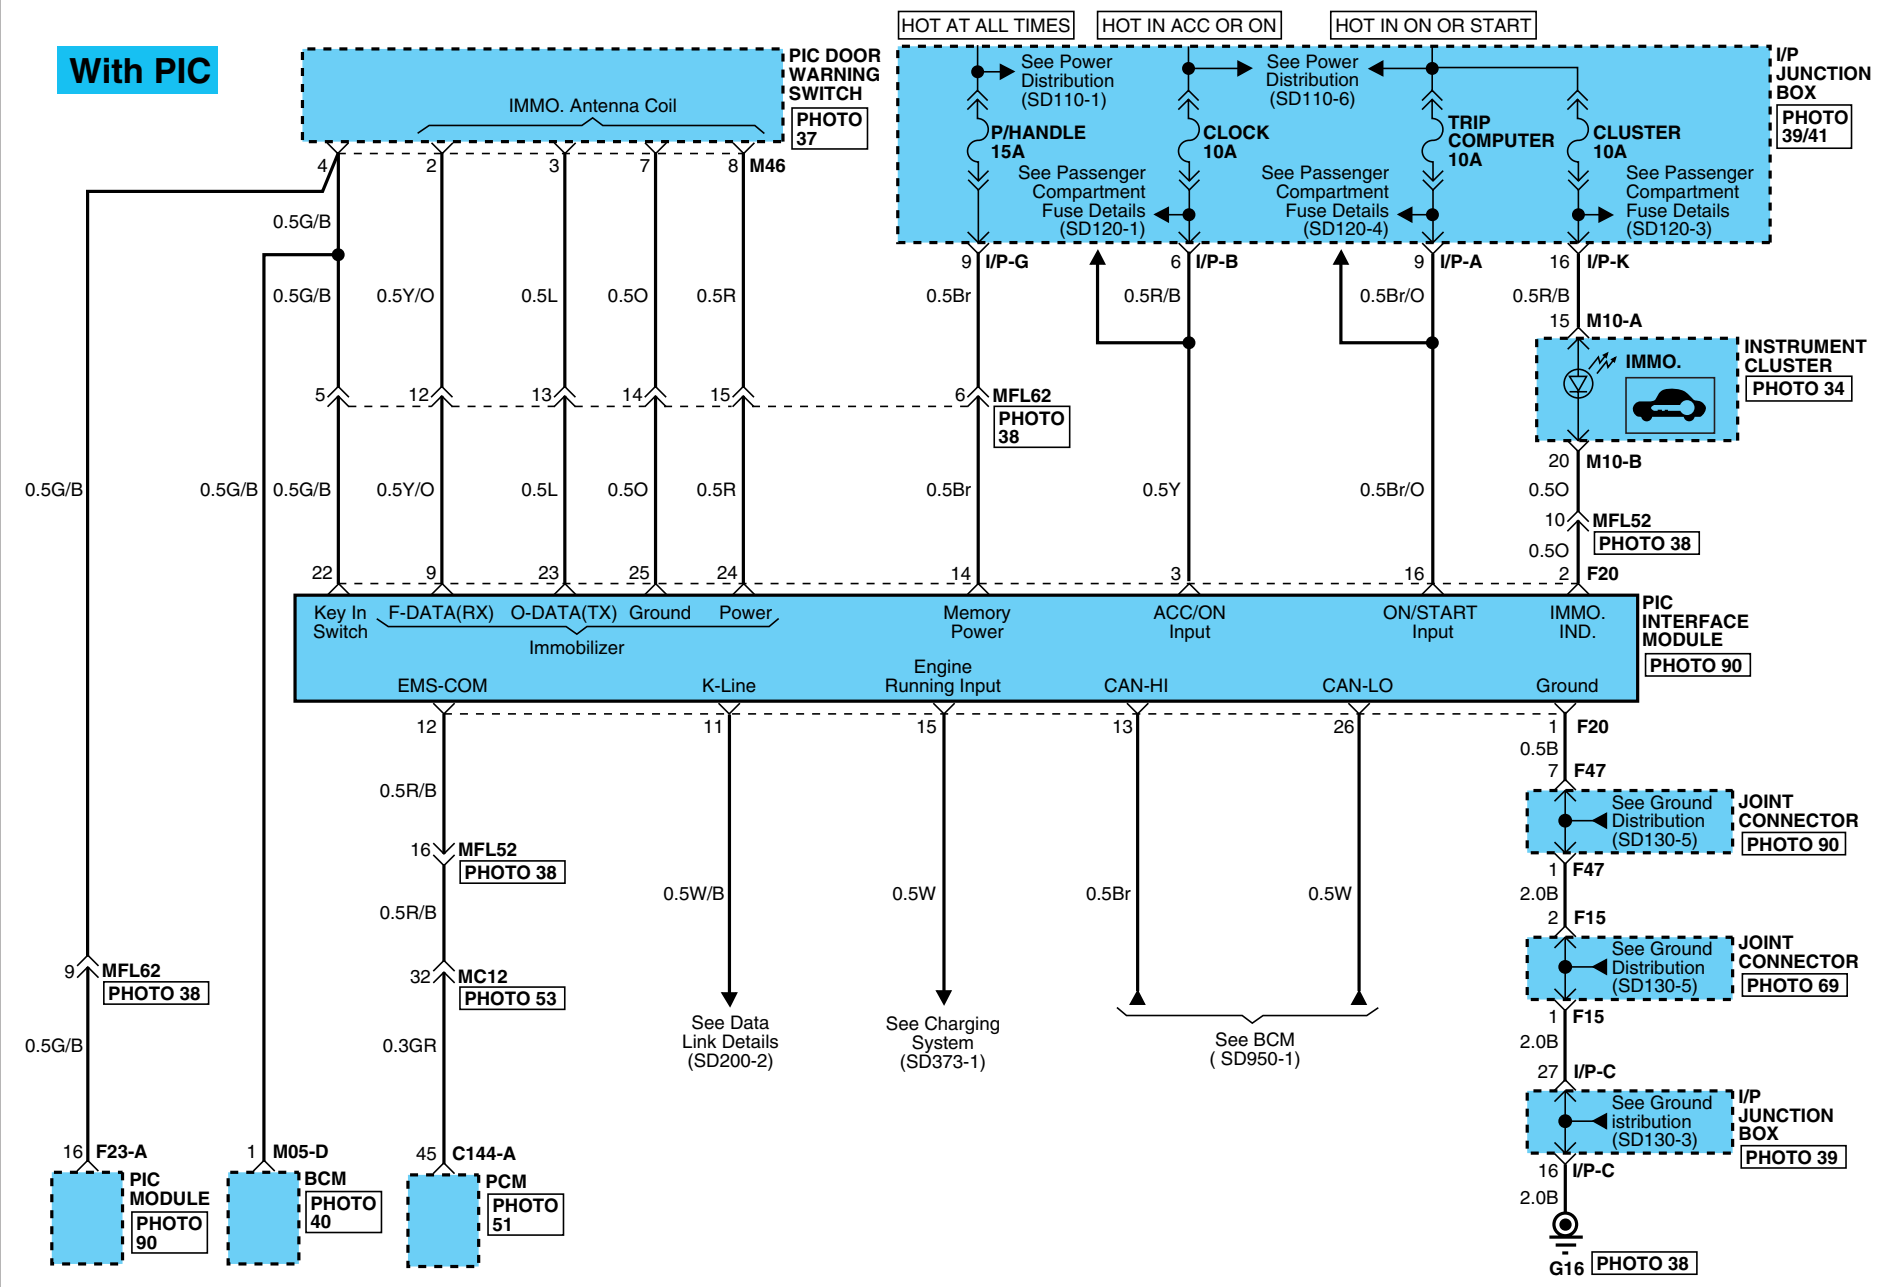 With PIC
HOT AT ALL TIMES
HOT IN ACC OR ON
HOT IN ON OR START
PIC DOOR
WARNING
SWITCH
PHOTO
37
IMMO. Antenna Coil
4
2
3
7
8
M46
See Power
Distribution
(SD110-1)
See Power
Distribution
(SD110-6)
P/HANDLE
15A
CLOCK
10A
TRIP
COMPUTER
10A
CLUSTER
10A
See Passenger
Compartment
Fuse Details
(SD120-1)
See Passenger
Compartment
Fuse Details
(SD120-4)
See Passenger
Compartment
Fuse Details
(SD120-3)
I/P
JUNCTION
BOX
PHOTO
39/41
9
I/P-G
6
I/P-B
9
I/P-A
16
I/P-K
0.5G/B
0.5G/B
0.5Y/O
0.5L
0.5O
0.5R
0.5Br
0.5R/B
0.5Br/O
0.5R/B
15
M10-A
IMMO.
INSTRUMENT
CLUSTER
PHOTO 34
5
12
13
14
15
6
MFL62
PHOTO
38
20
M10-B
0.5G/B
0.5G/B
0.5G/B
0.5Y/O
0.5L
0.5O
0.5R
0.5Br
0.5Y
0.5Br/O
0.5O
10
MFL52
PHOTO 38
0.5O
22
9
23
25
24
14
3
16
2
F20
Key In
Switch
F-DATA(RX)
O-DATA(TX)
Ground
Power
Immobilizer
Memory
Power
ACC/ON
Input
ON/START
Input
IMMO.
IND.
PIC
INTERFACE
MODULE
PHOTO 90
EMS-COM
K-Line
Engine
Running Input
CAN-HI
CAN-LO
Ground
12
11
15
13
26
1
F20
0.5B
7
F47
0.5R/B
See Ground
Distribution
(SD130-5)
JOINT
CONNECTOR
PHOTO 90
16
MFL52
PHOTO 38
1
F47
0.5R/B
0.5W/B
0.5W
0.5Br
0.5W
2.0B
2
F15
See Ground
Distribution
(SD130-5)
JOINT
CONNECTOR
PHOTO 69
9
MFL62
PHOTO 38
32
MC12
PHOTO 53
1
F15
0.5G/B
0.3GR
See Data
Link Details
(SD200-2)
See Charging
System
(SD373-1)
See BCM
( SD950-1)
2.0B
27
I/P-C
See Ground
istribution
(SD130-3)
I/P
JUNCTION
BOX
PHOTO 39
16
F23-A
1
M05-D
45
C144-A
16
I/P-C
PIC
MODULE
PHOTO
90
BCM
PHOTO
40
PCM
PHOTO
51
2.0B
G16
PHOTO 38